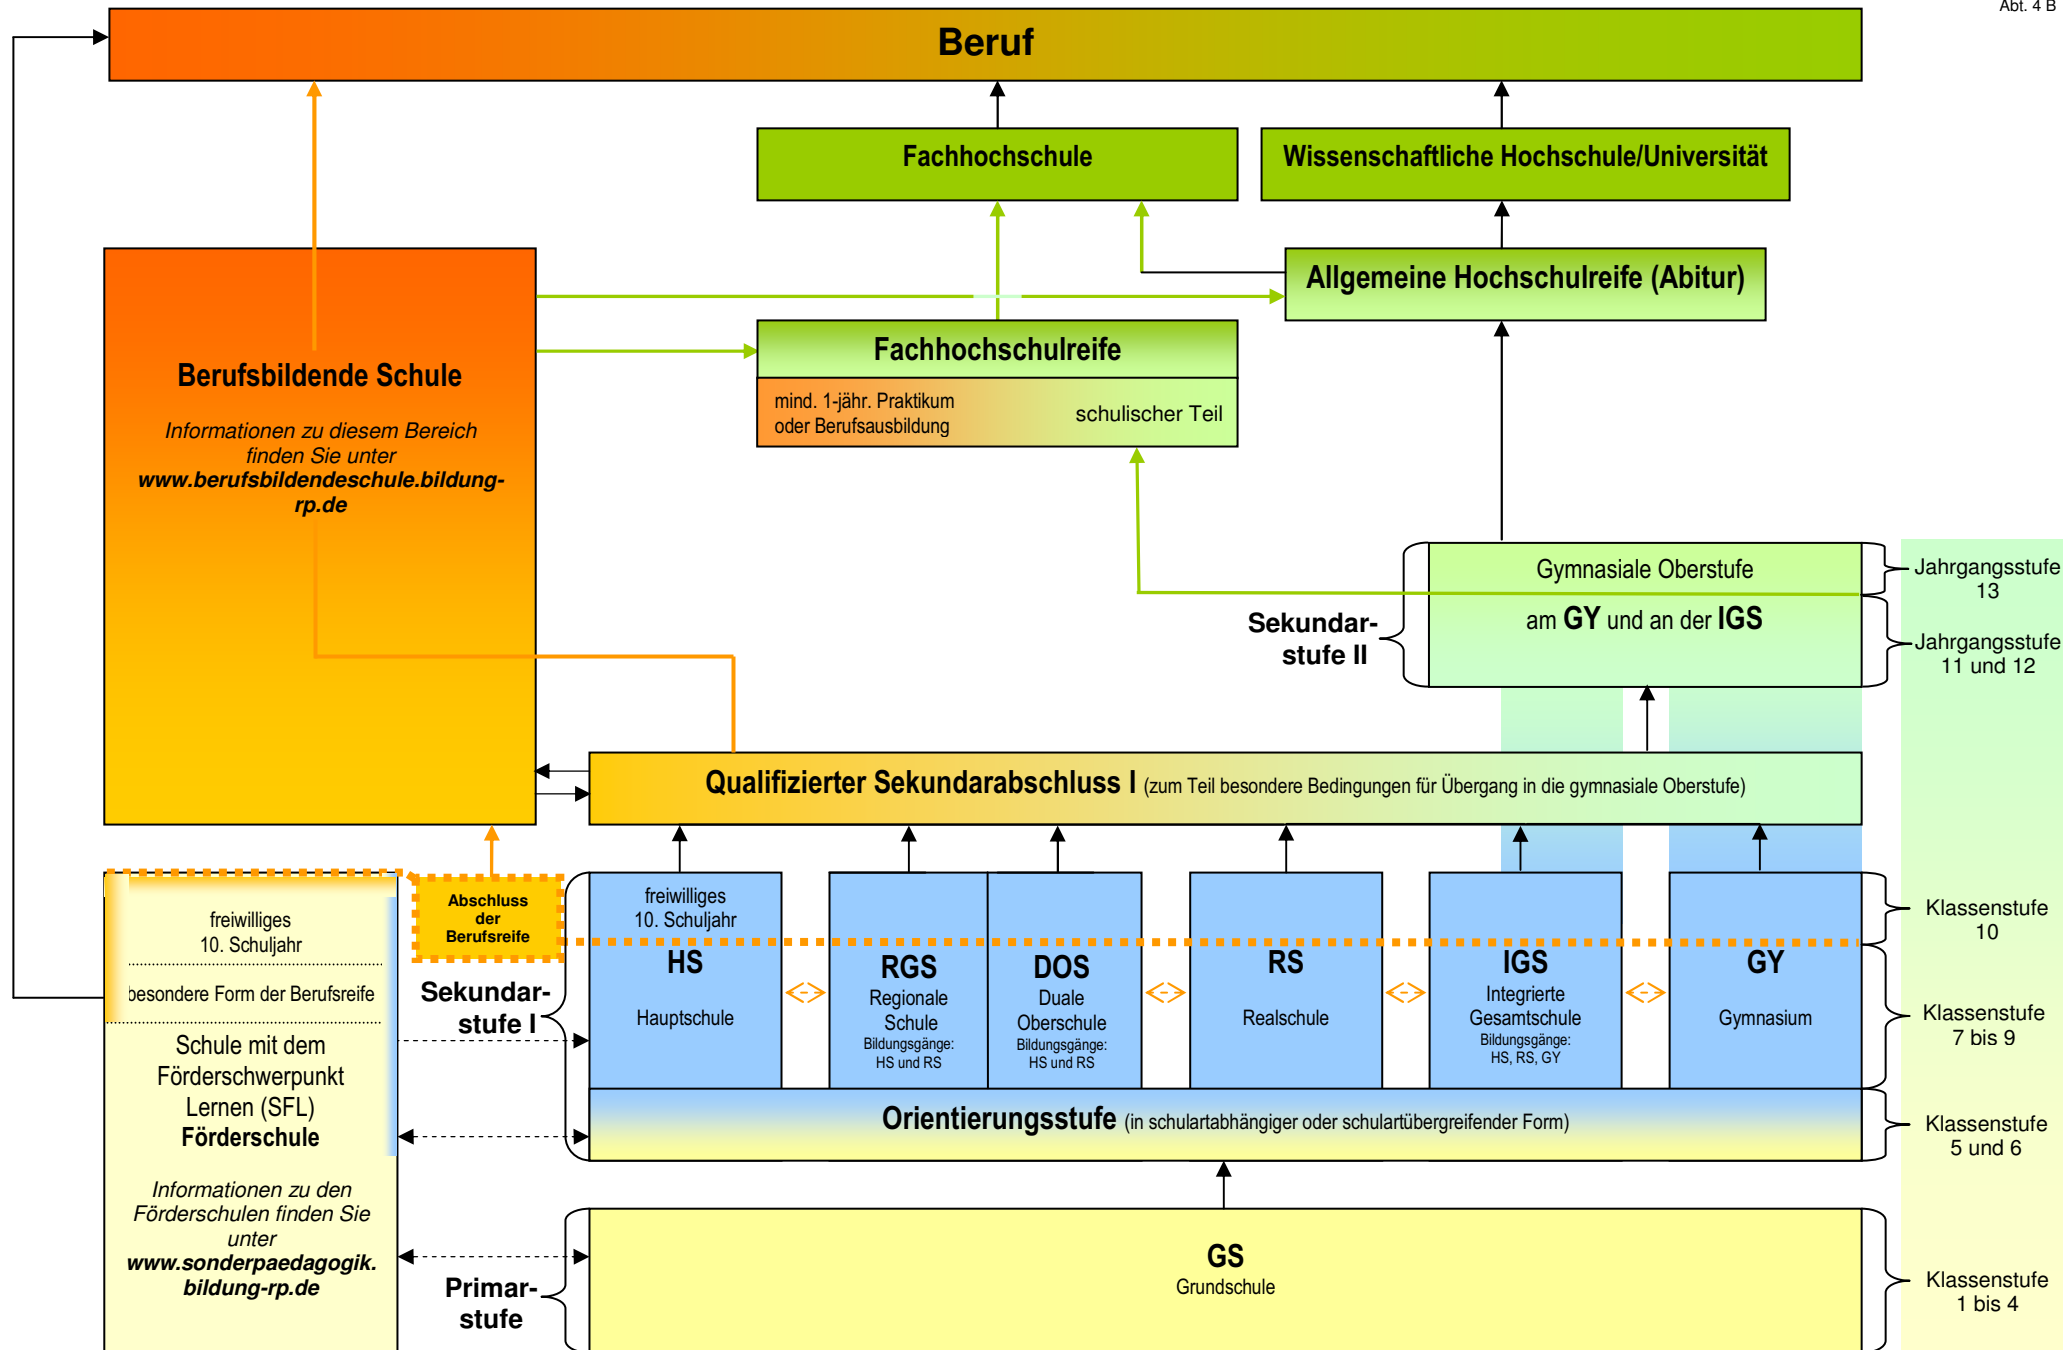 Abt. 4 B
Beruf
Fachhochschule
Wissenschaftliche Hochschule/Universität
Allgemeine Hochschulreife (Abitur)
Berufsbildende Schule
Informationen zu diesem Bereich
finden Sie unter
www.berufsbildendeschule.bildung-
rp.de
Fachhochschulreife
mind. 1-jähr. Praktikum
oder Berufsausbildung
schulischer Teil
Sekundar-
stufe II
Gymnasiale Oberstufe
am GY und an der IGS
Jahrgangsstufe
13
Jahrgangsstufe
11 und 12
Qualifizierter Sekundarabschluss I (zum Teil besondere Bedingungen für Übergang in die gymnasiale Oberstufe)
freiwilliges
10. Schuljahr
besondere Form der Berufsreife
Schule mit dem
Förderschwerpunkt
Lernen (SFL)
Förderschule
Informationen zu den
Förderschulen finden Sie
unter
www.sonderpaedagogik.
bildung-rp.de
Abschluss
der
Berufsreife
Sekundar-
stufe I
freiwilliges
10. Schuljahr
HS
Hauptschule
RGS
Regionale
Schule
Bildungsgänge:
HS und RS
DOS
Duale
Oberschule
Bildungsgänge:
HS und RS
RS
Realschule
IGS
Integrierte
Gesamtschule
Bildungsgänge:
HS, RS, GY
GY
Gymnasium
Klassenstufe
10
Klassenstufe
7 bis 9
Orientierungsstufe (in schulartabhängiger oder schulartübergreifender Form)
Klassenstufe
5 und 6
Primar-
stufe
GS
Grundschule
Klassenstufe
1 bis 4